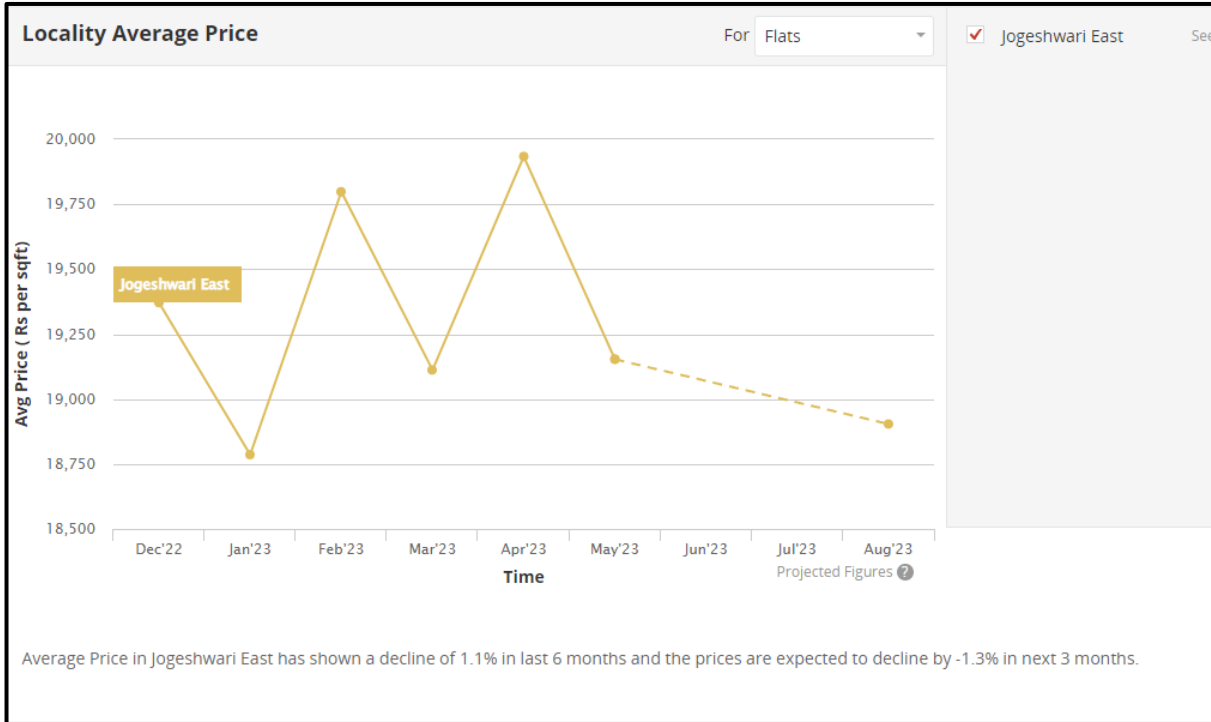 Locality Average Price
For Flats
Jogeshwari East
See
20,000
19,750
19,500
19,250
19,000
18,750
18,500
Avg Price ( Rs per sqft)
Jogeshwari East
Dec'22 Jan'23 Feb'23 Mar'23 Apr'23 May'23 Jun'23 Jul'23 Aug'23
Time
Projected Figures ?
Average Price in Jogeshwari East has shown a decline of 1.1% in last 6 months and the prices are expected to decline by -1.3% in next 3 months.